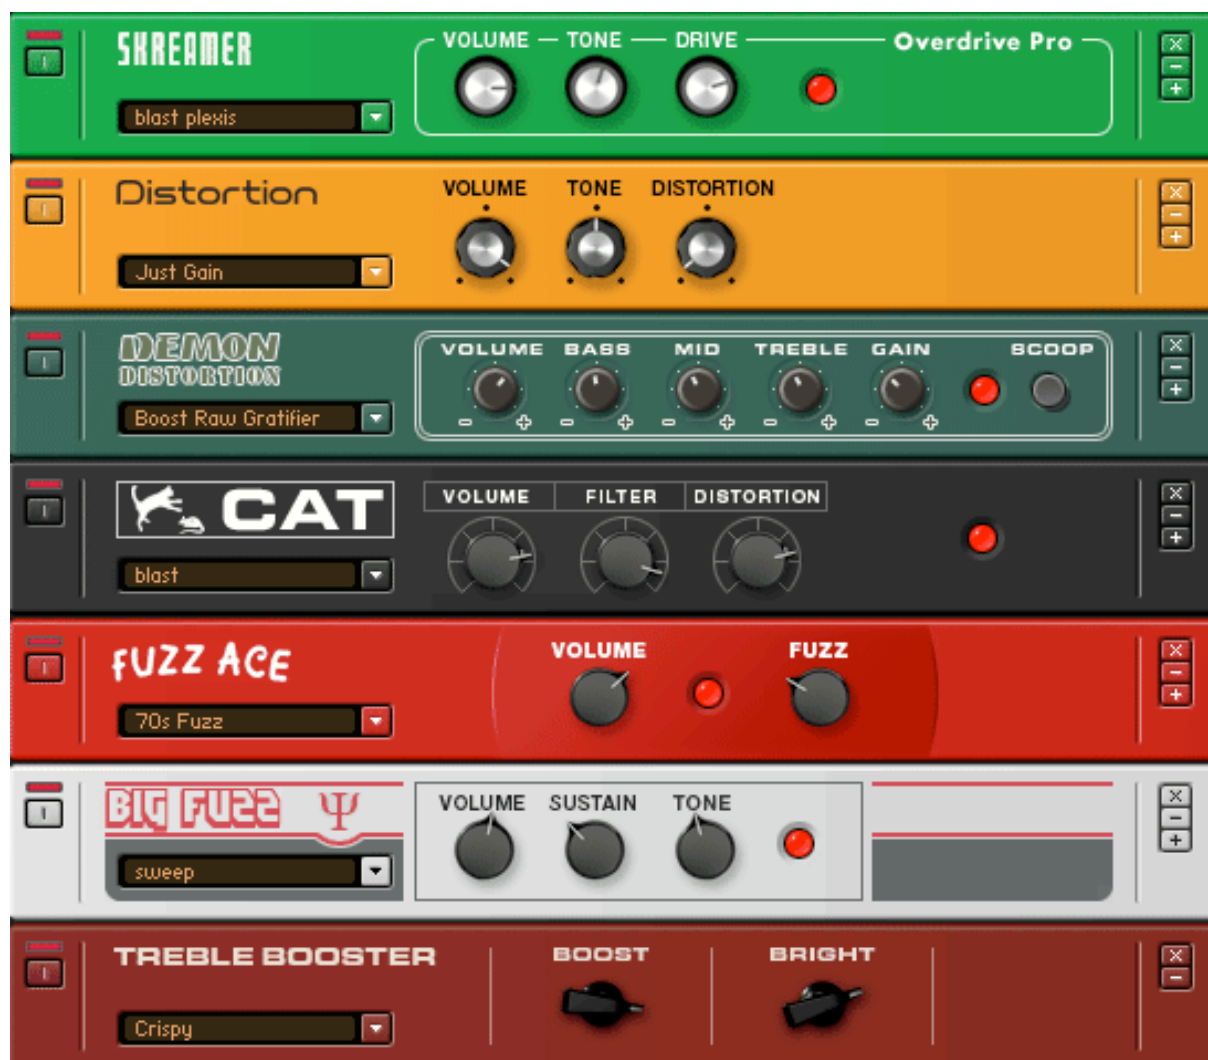 SKREAMER
VOLUME TONE DRIVE Overdrive Pro
blast plexis
Distortion
VOLUME TONE DISTORTION
Just Gain
DEMON
DISTORTION
VOLUME BASS MID TREBLE GAIN SCOOP
Boost Raw Gratifier
CAT
VOLUME FILTER DISTORTION
blast
FUZZ ACE
VOLUME FUZZ
70s Fuzz
BIG FUZZ Ψ
VOLUME SUSTAIN TONE
sweep
TREBLE BOOSTER
BOOST BRIGHT
Crispy